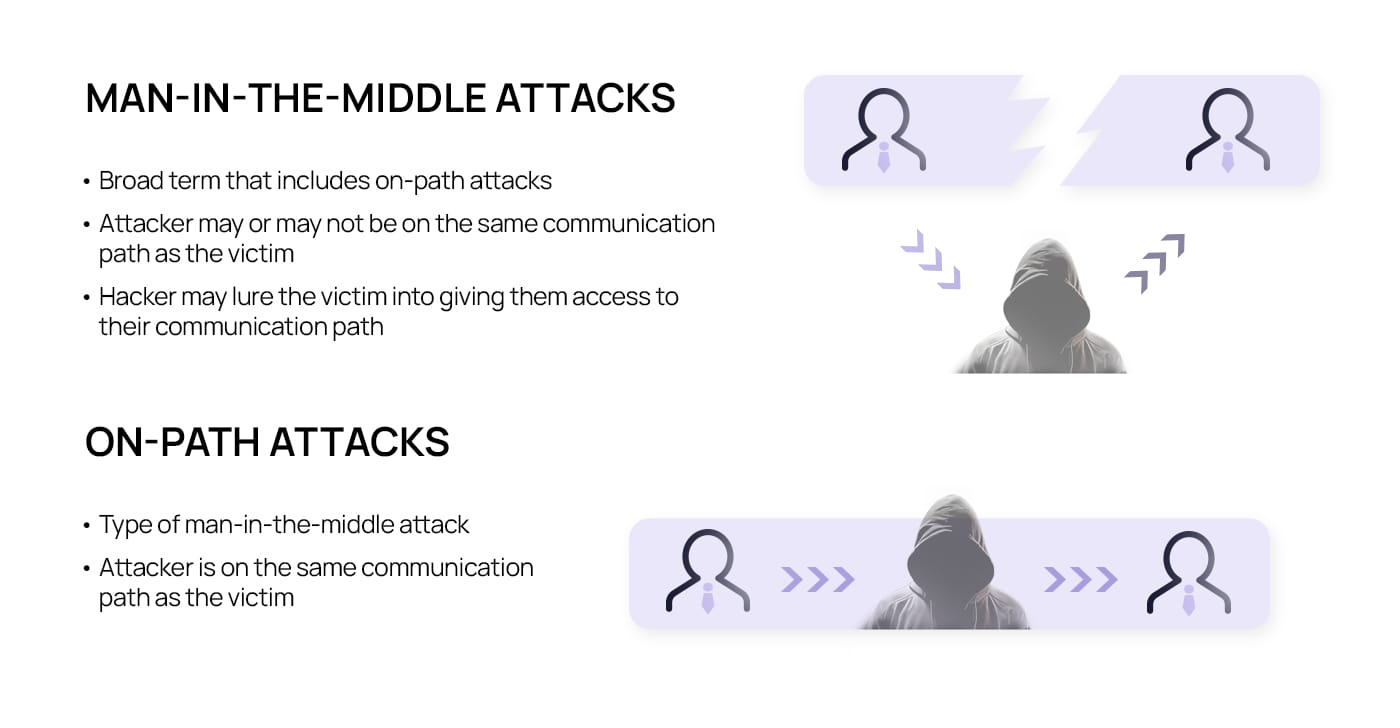 MAN-IN-THE-MIDDLE ATTACKS
• Broad term that includes on-path attacks
• Attacker may or may not be on the same communication
path as the victim
• Hacker may lure the victim into giving them access to
their communication path
ON-PATH ATTACKS
• Type of man-in-the-middle attack
• Attacker is on the same communication
path as the victim